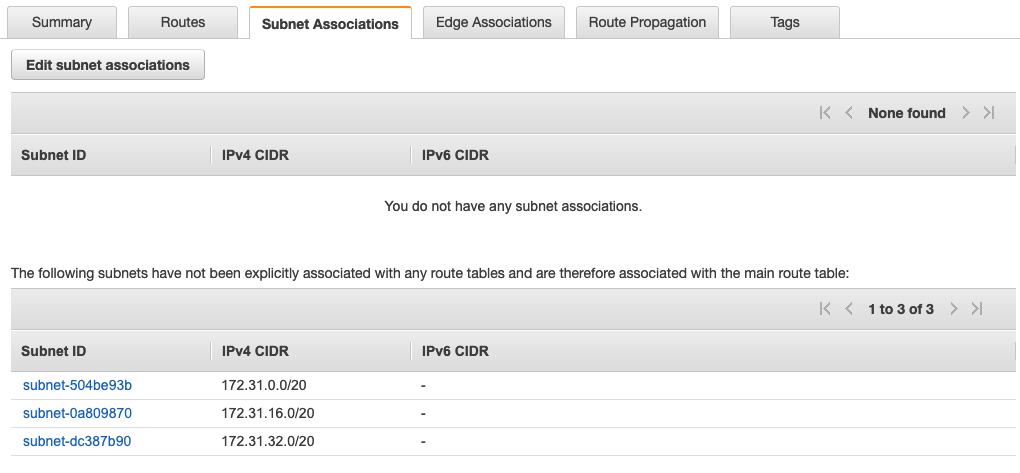 Summary Routes Subnet Associations Edge Associations Route Propagation Tags
Edit subnet associations
None found
Subnet ID IPv4 CIDR IPv6 CIDR
You do not have any subnet associations.
The following subnets have not been explicitly associated with any route tables and are therefore associated with the main route table:
1 to 3 of 3
Subnet ID IPv4 CIDR IPv6 CIDR
subnet-504be93b 172.31.0.0/20 -
subnet-0a809870 172.31.16.0/20 -
subnet-dc387b90 172.31.32.0/20 -